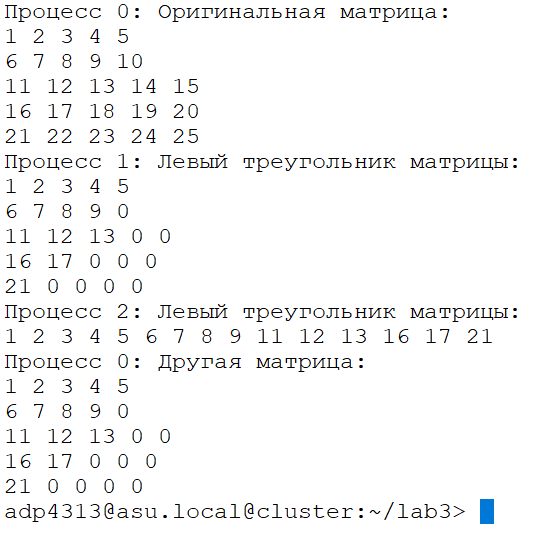 Процесс 0: Оригинальная матрица:
1 2 3 4 5
6 7 8 9 10
11 12 13 14 15
16 17 18 19 20
21 22 23 24 25
Процесс 1: Левый треугольник матрицы:
1 2 3 4 5
6 7 8 9 0
11 12 13 0 0
16 17 0 0 0
21 0 0 0 0
Процесс 2: Левый треугольник матрицы:
1 2 3 4 5 6 7 8 9 11 12 13 16 17 21
Процесс 0: Другая матрица:
1 2 3 4 5
6 7 8 9 0
11 12 13 0 0
16 17 0 0 0
21 0 0 0 0
adp4313@asu.local@cluster:~/lab3>